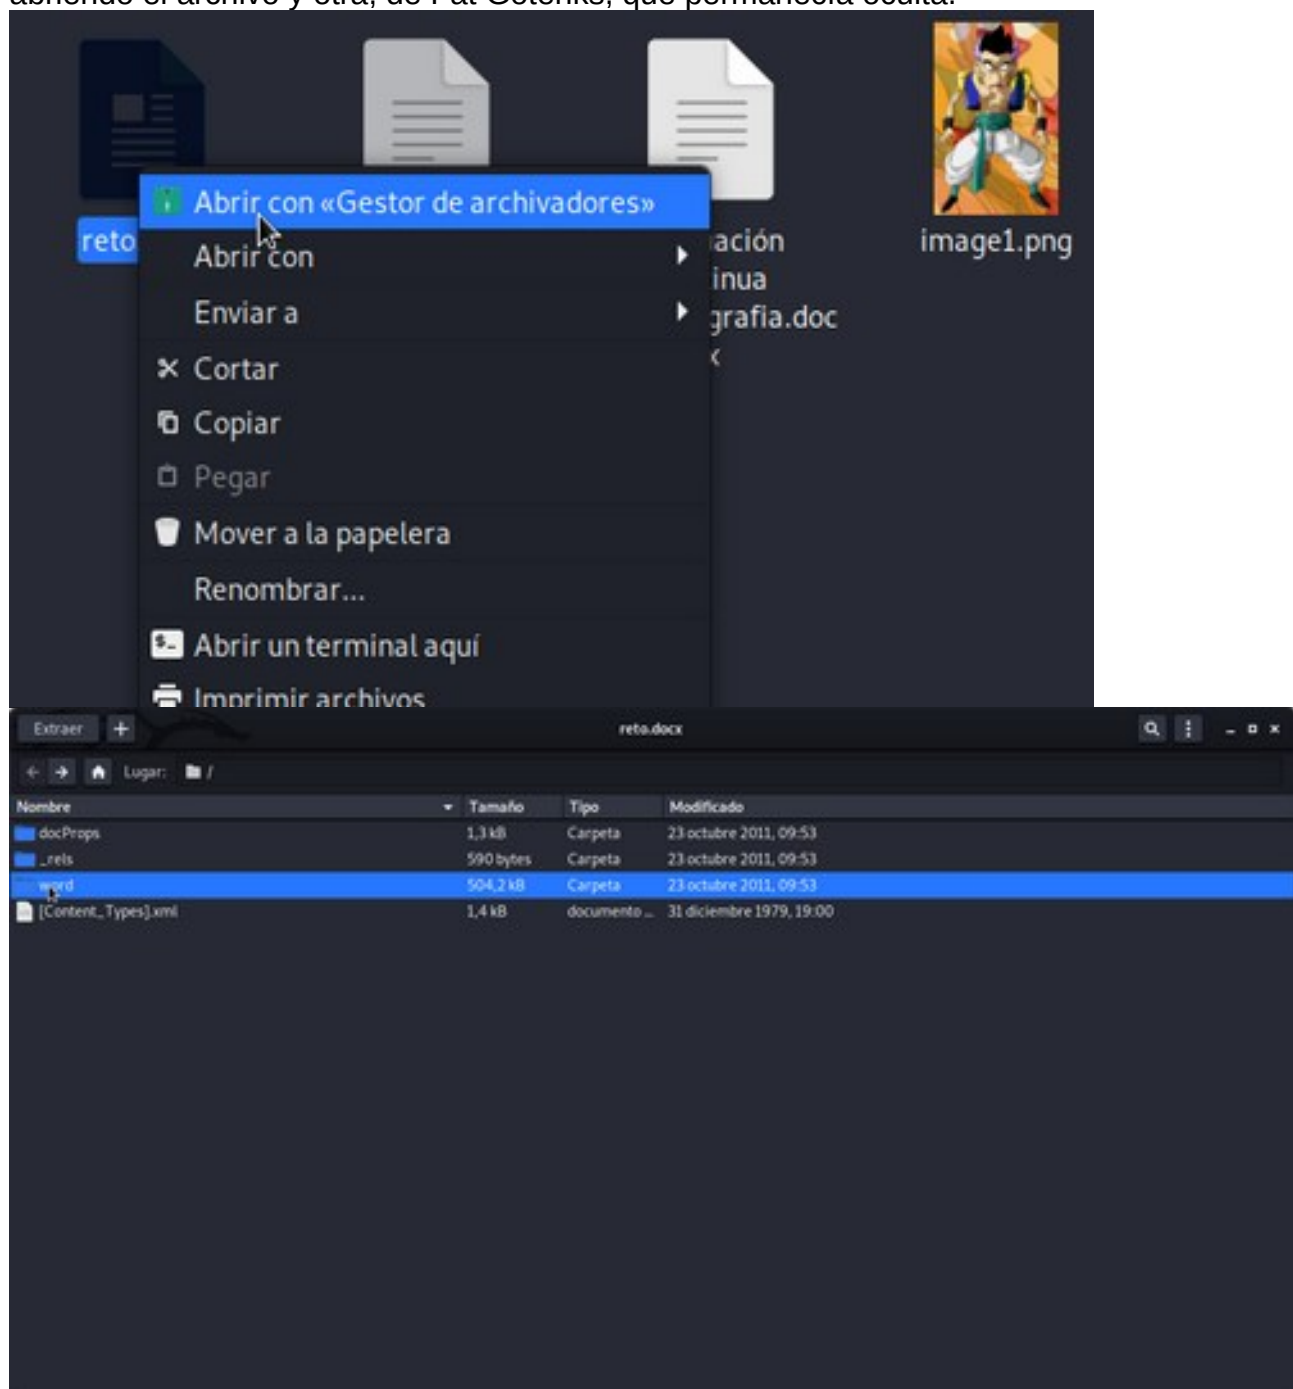 abriendo el archivo y otra, de Fat Gotenks, que permanecía oculta.
reto
ación
inua
grafia.doc
x
image1.png
Abrir con «Gestor de archivadores»
Abrir con
Enviar a
Cortar
Copiar
Pegar
Mover a la papelera
Renombrar...
Abrir un terminal aquí
Imprimir archivos
Extraer + reto.docx
Lugar: /
Nombre Tamaño Tipo Modificado
docProps 1,3 kB Carpeta 23 octubre 2011, 09:53
_rels 590 bytes Carpeta 23 octubre 2011, 09:53
word 504,2 kB Carpeta 23 octubre 2011, 09:53
[Content_Types].xml 1,4 kB documento ... 31 diciembre 1979, 19:00